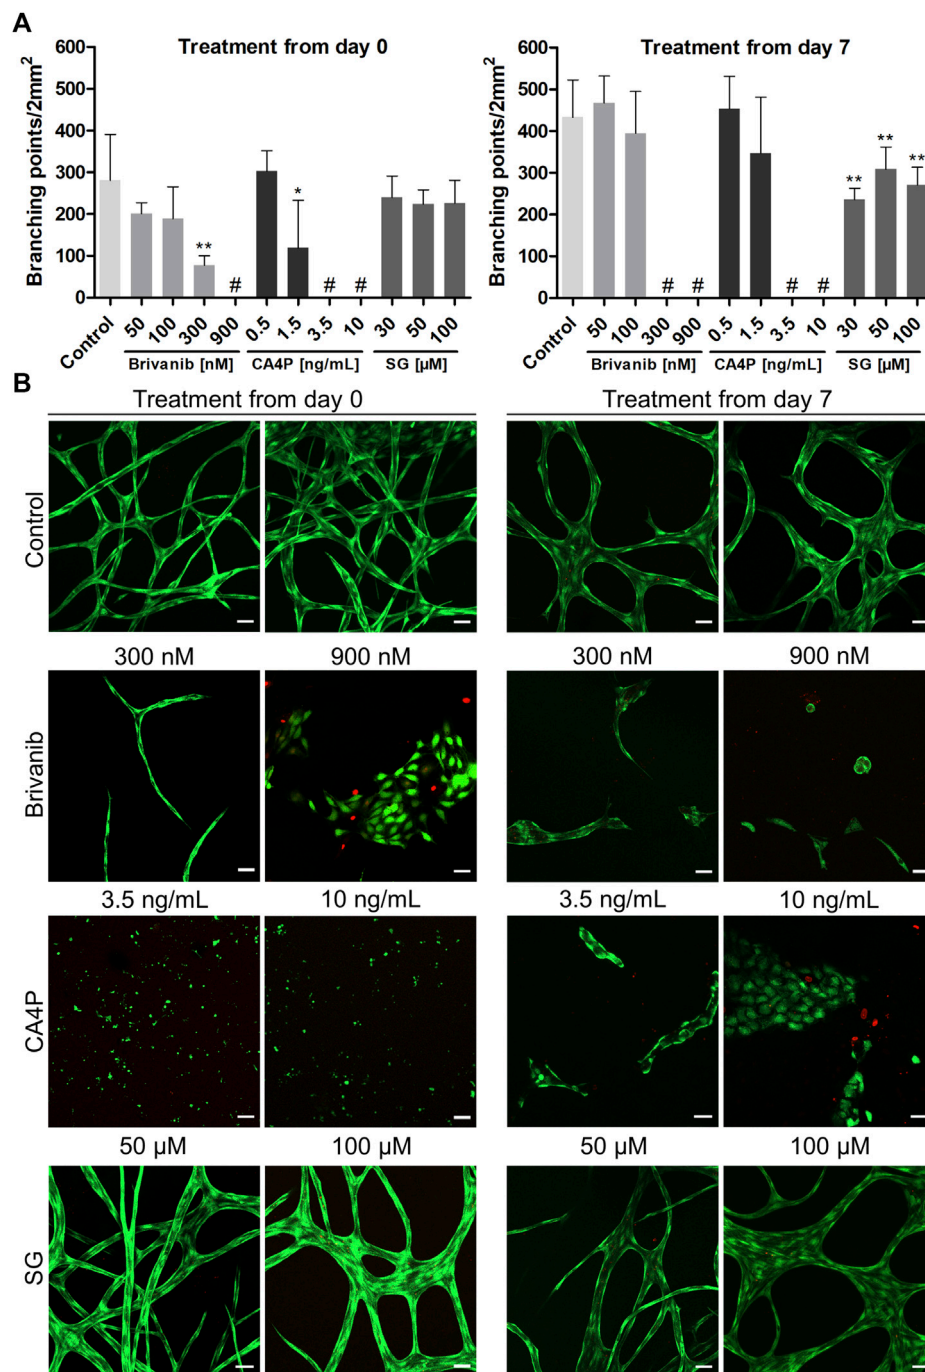 A
Treatment from day 0
Branching points/2mm²
600
500
400
300
200
100
0
**
#
*
#
#
Control
50
100
300
900
0.5
1.5
3.5
10
30
50
100
Brivanib [nM]
CA4P [ng/mL]
SG [µM]
Treatment from day 7
Branching points/2mm²
600
500
400
300
200
100
0
#
#
#
#
**
**
**
Control
50
100
300
900
0.5
1.5
3.5
10
30
50
100
Brivanib [nM]
CA4P [ng/mL]
SG [µM]
B
Treatment from day 0
Treatment from day 7
Control
300 nM
900 nM
300 nM
900 nM
Brivanib
3.5 ng/mL
10 ng/mL
3.5 ng/mL
10 ng/mL
CA4P
50 µM
100 µM
50 µM
100 µM
SG